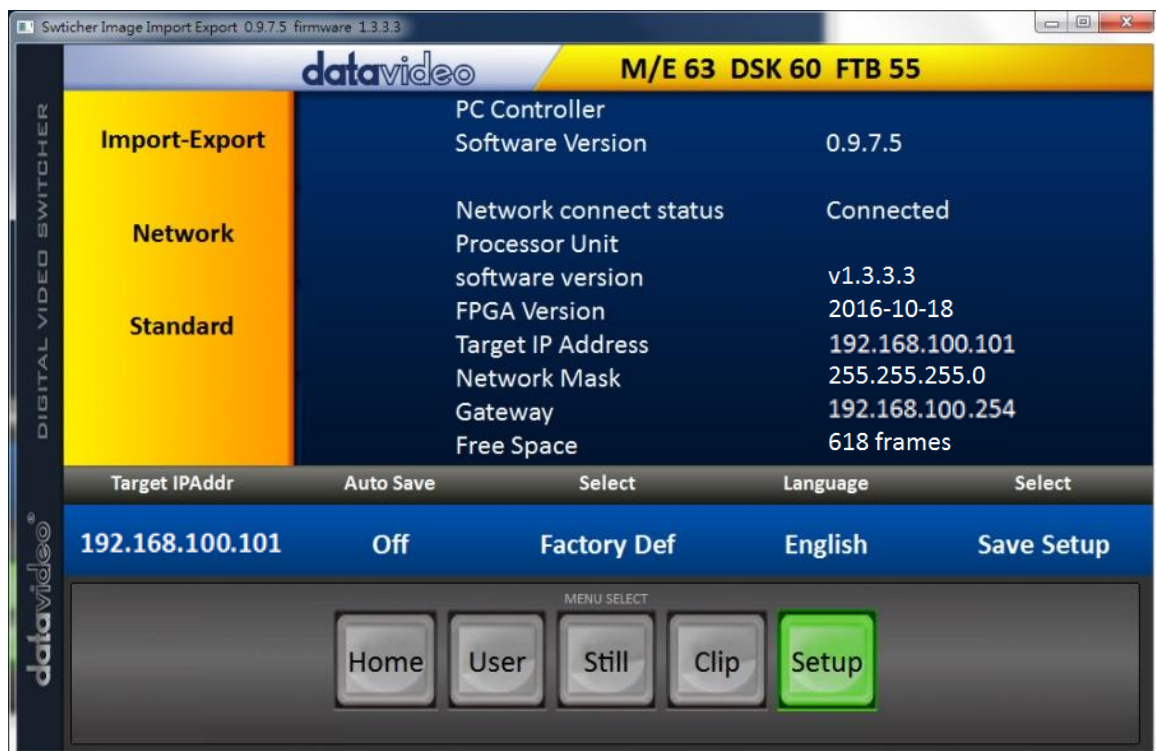 Swticher Image Import Export 0.9.7.5 firmware 1.3.3.3
datavideo
M/E 63 DSK 60 FTB 55
DIGITAL VIDEO SWITCHER
datavideo®
Import-Export
Network
Standard
PC Controller
Software Version 0.9.7.5
Network connect status Connected
Processor Unit
software version v1.3.3.3
FPGA Version 2016-10-18
Target IP Address 192.168.100.101
Network Mask 255.255.255.0
Gateway 192.168.100.254
Free Space 618 frames
Target IPAddr Auto Save Select Language Select
192.168.100.101 Off Factory Def English Save Setup
MENU SELECT
Home User Still Clip Setup